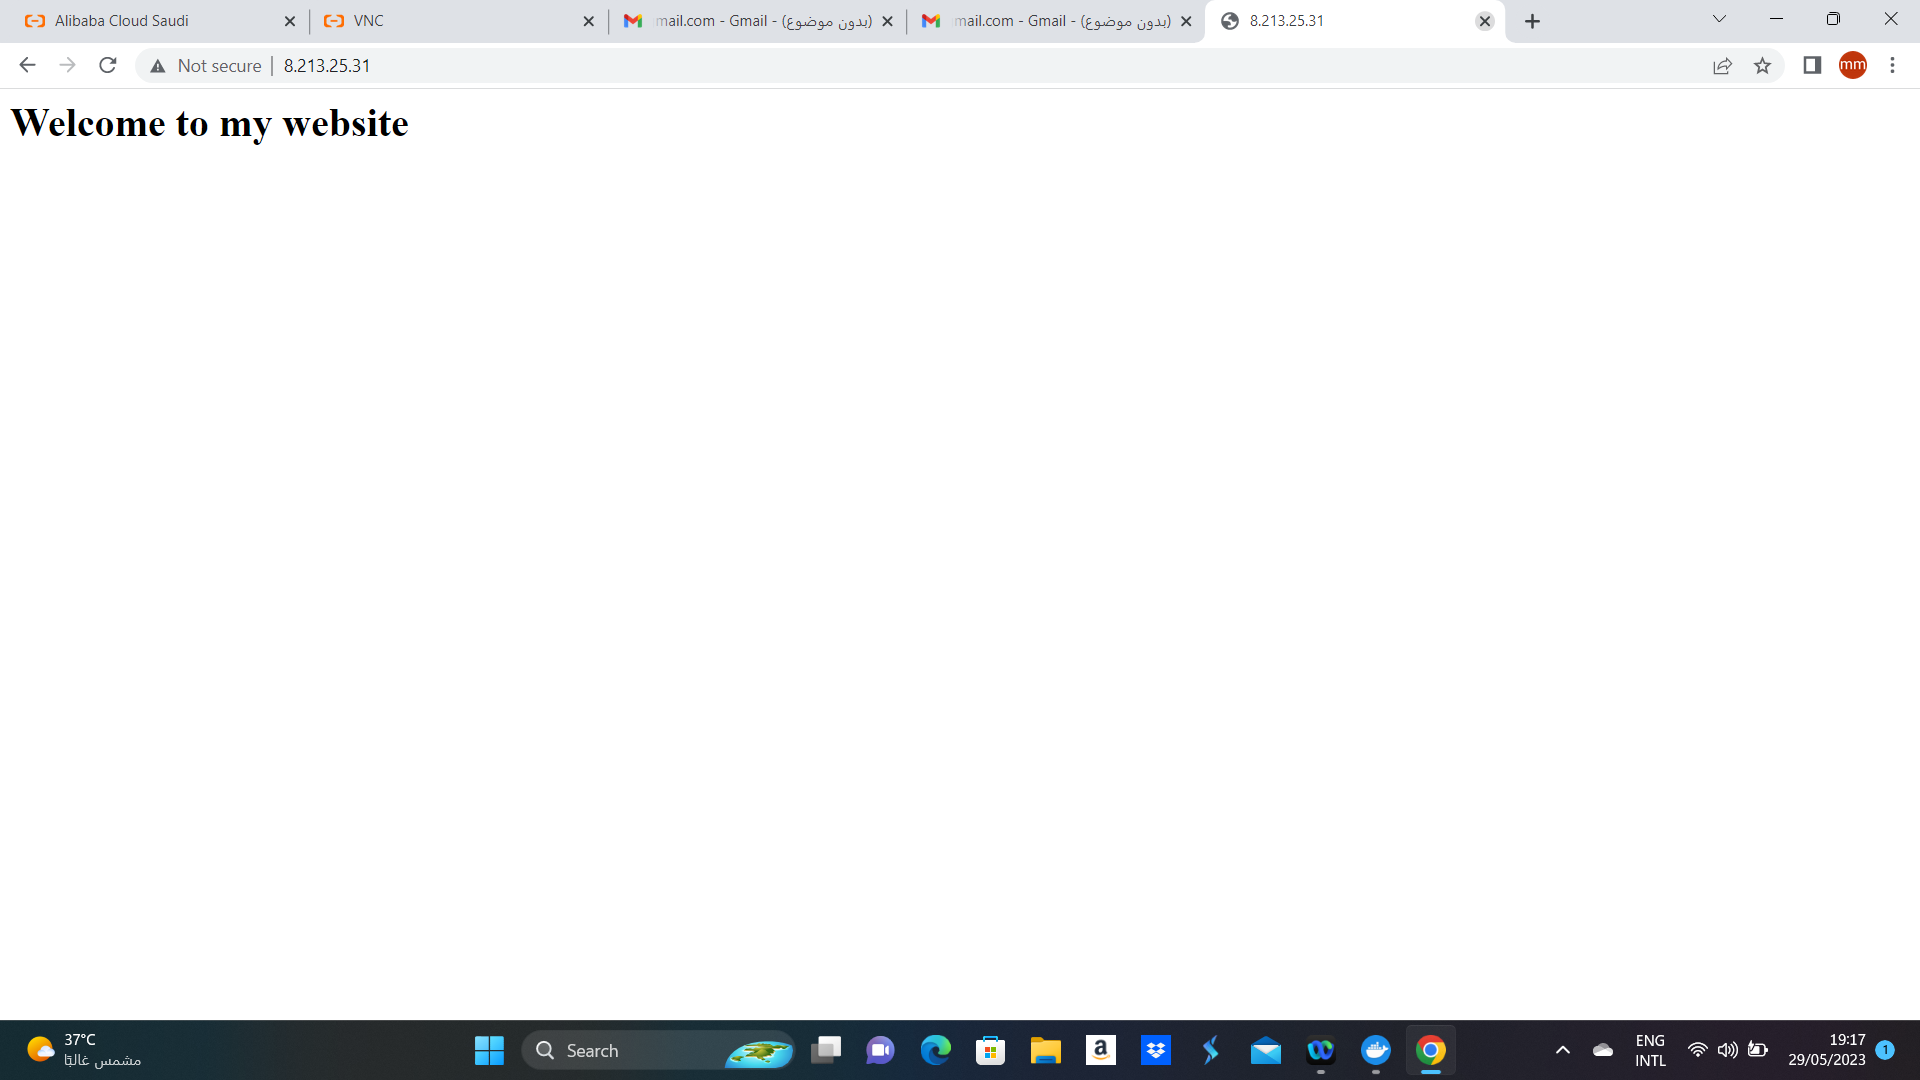 Alibaba Cloud Saudi
VNC
mail.com - Gmail - (بدون موضوع)
mail.com - Gmail - (بدون موضوع)
8.213.25.31
Not secure
8.213.25.31
mm
Welcome to my website
37°C
مشمس غالبًا
Search
a
ENG
INTL
19:17
29/05/2023
1